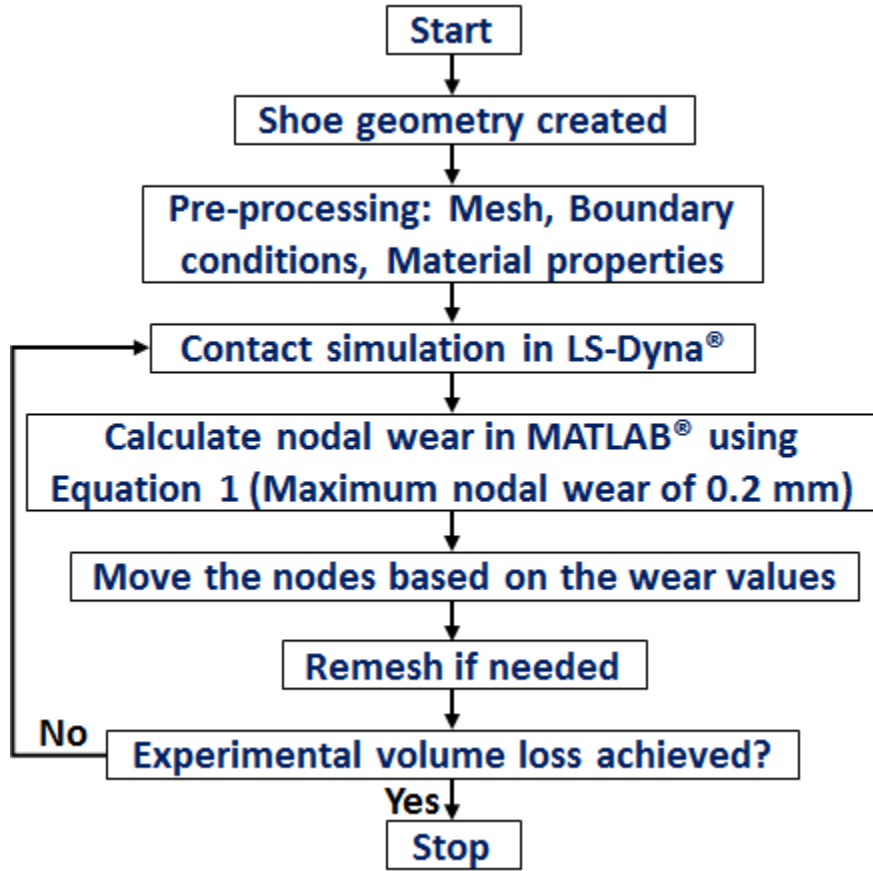 Start
Shoe geometry created
Pre-processing: Mesh, Boundary
conditions, Material properties
Contact simulation in LS-Dyna®
Calculate nodal wear in MATLAB® using
Equation 1 (Maximum nodal wear of 0.2 mm)
Move the nodes based on the wear values
Remesh if needed
No
Experimental volume loss achieved?
Yes
Stop